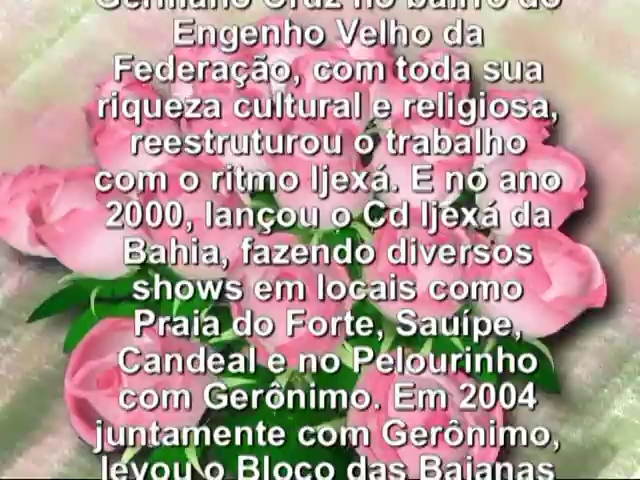 Germano Cruz no bairro do
Engenho Velho da
Federação, com toda sua
riqueza cultural e religiosa,
reestruturou o trabalho
com o ritmo Ijexá. E no ano
2000, lançou o Cd Ijexá da
Bahia, fazendo diversos
shows em locais como
Praia do Forte, Sauípe,
Candeal e no Pelourinho
com Gerônimo. Em 2004
juntamente com Gerônimo,
levou o Bloco das Baianas